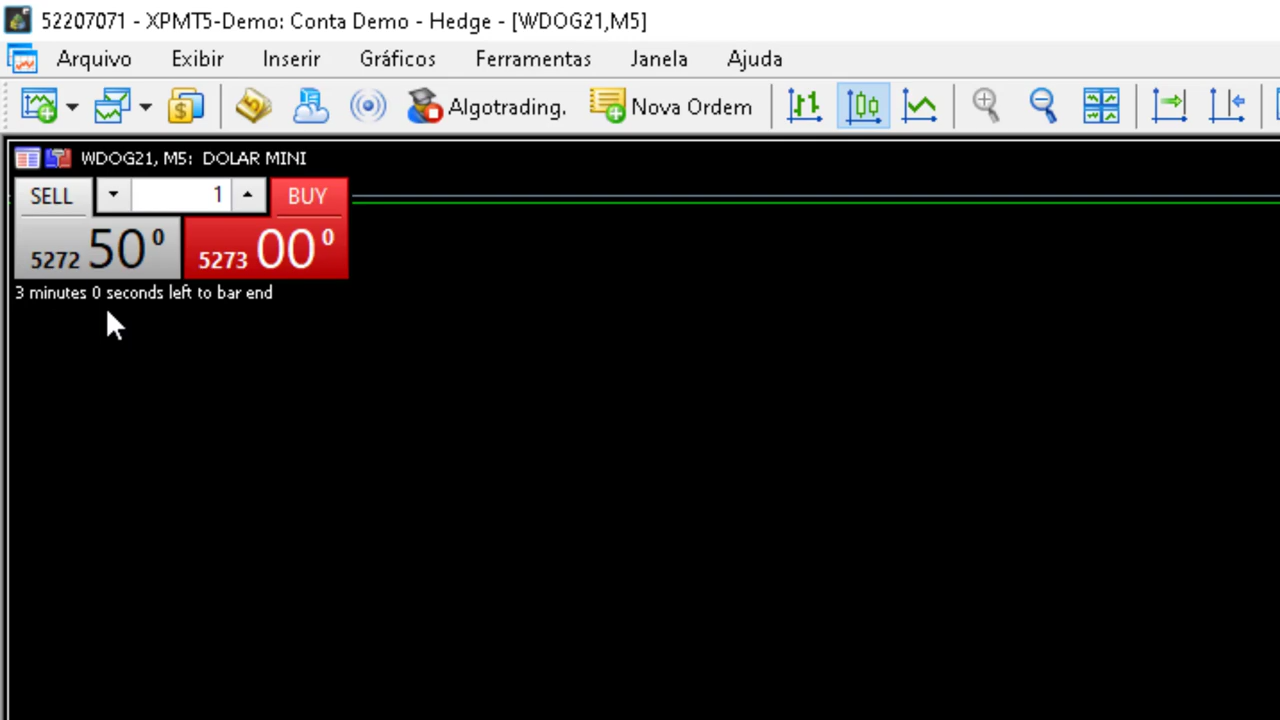 52207071 - XPMT5-Demo: Conta Demo - Hedge - [WDOG21,M5]
Arquivo Exibir Inserir Gráficos Ferramentas Janela Ajuda
Algotrading. Nova Ordem
WDOG21, M5: DOLAR MINI
SELL 1 BUY
5272 50 0 5273 00 0
3 minutes 0 seconds left to bar end